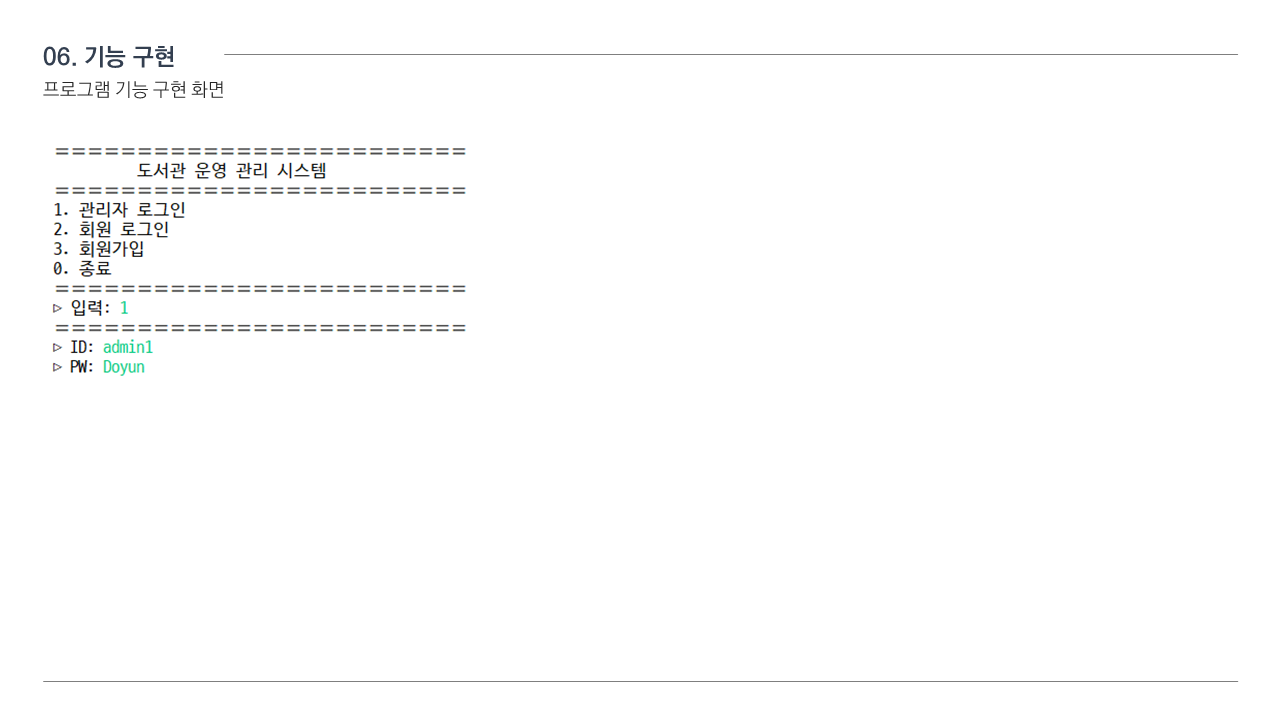 06. 기능 구현
프로그램 기능 구현 화면
=========================
도서관 운영 관리 시스템
=========================
1. 관리자 로그인
2. 회원 로그인
3. 회원가입
0. 종료
=========================
▷ 입력: 1
=========================
▷ ID: admin1
▷ PW: Doyun